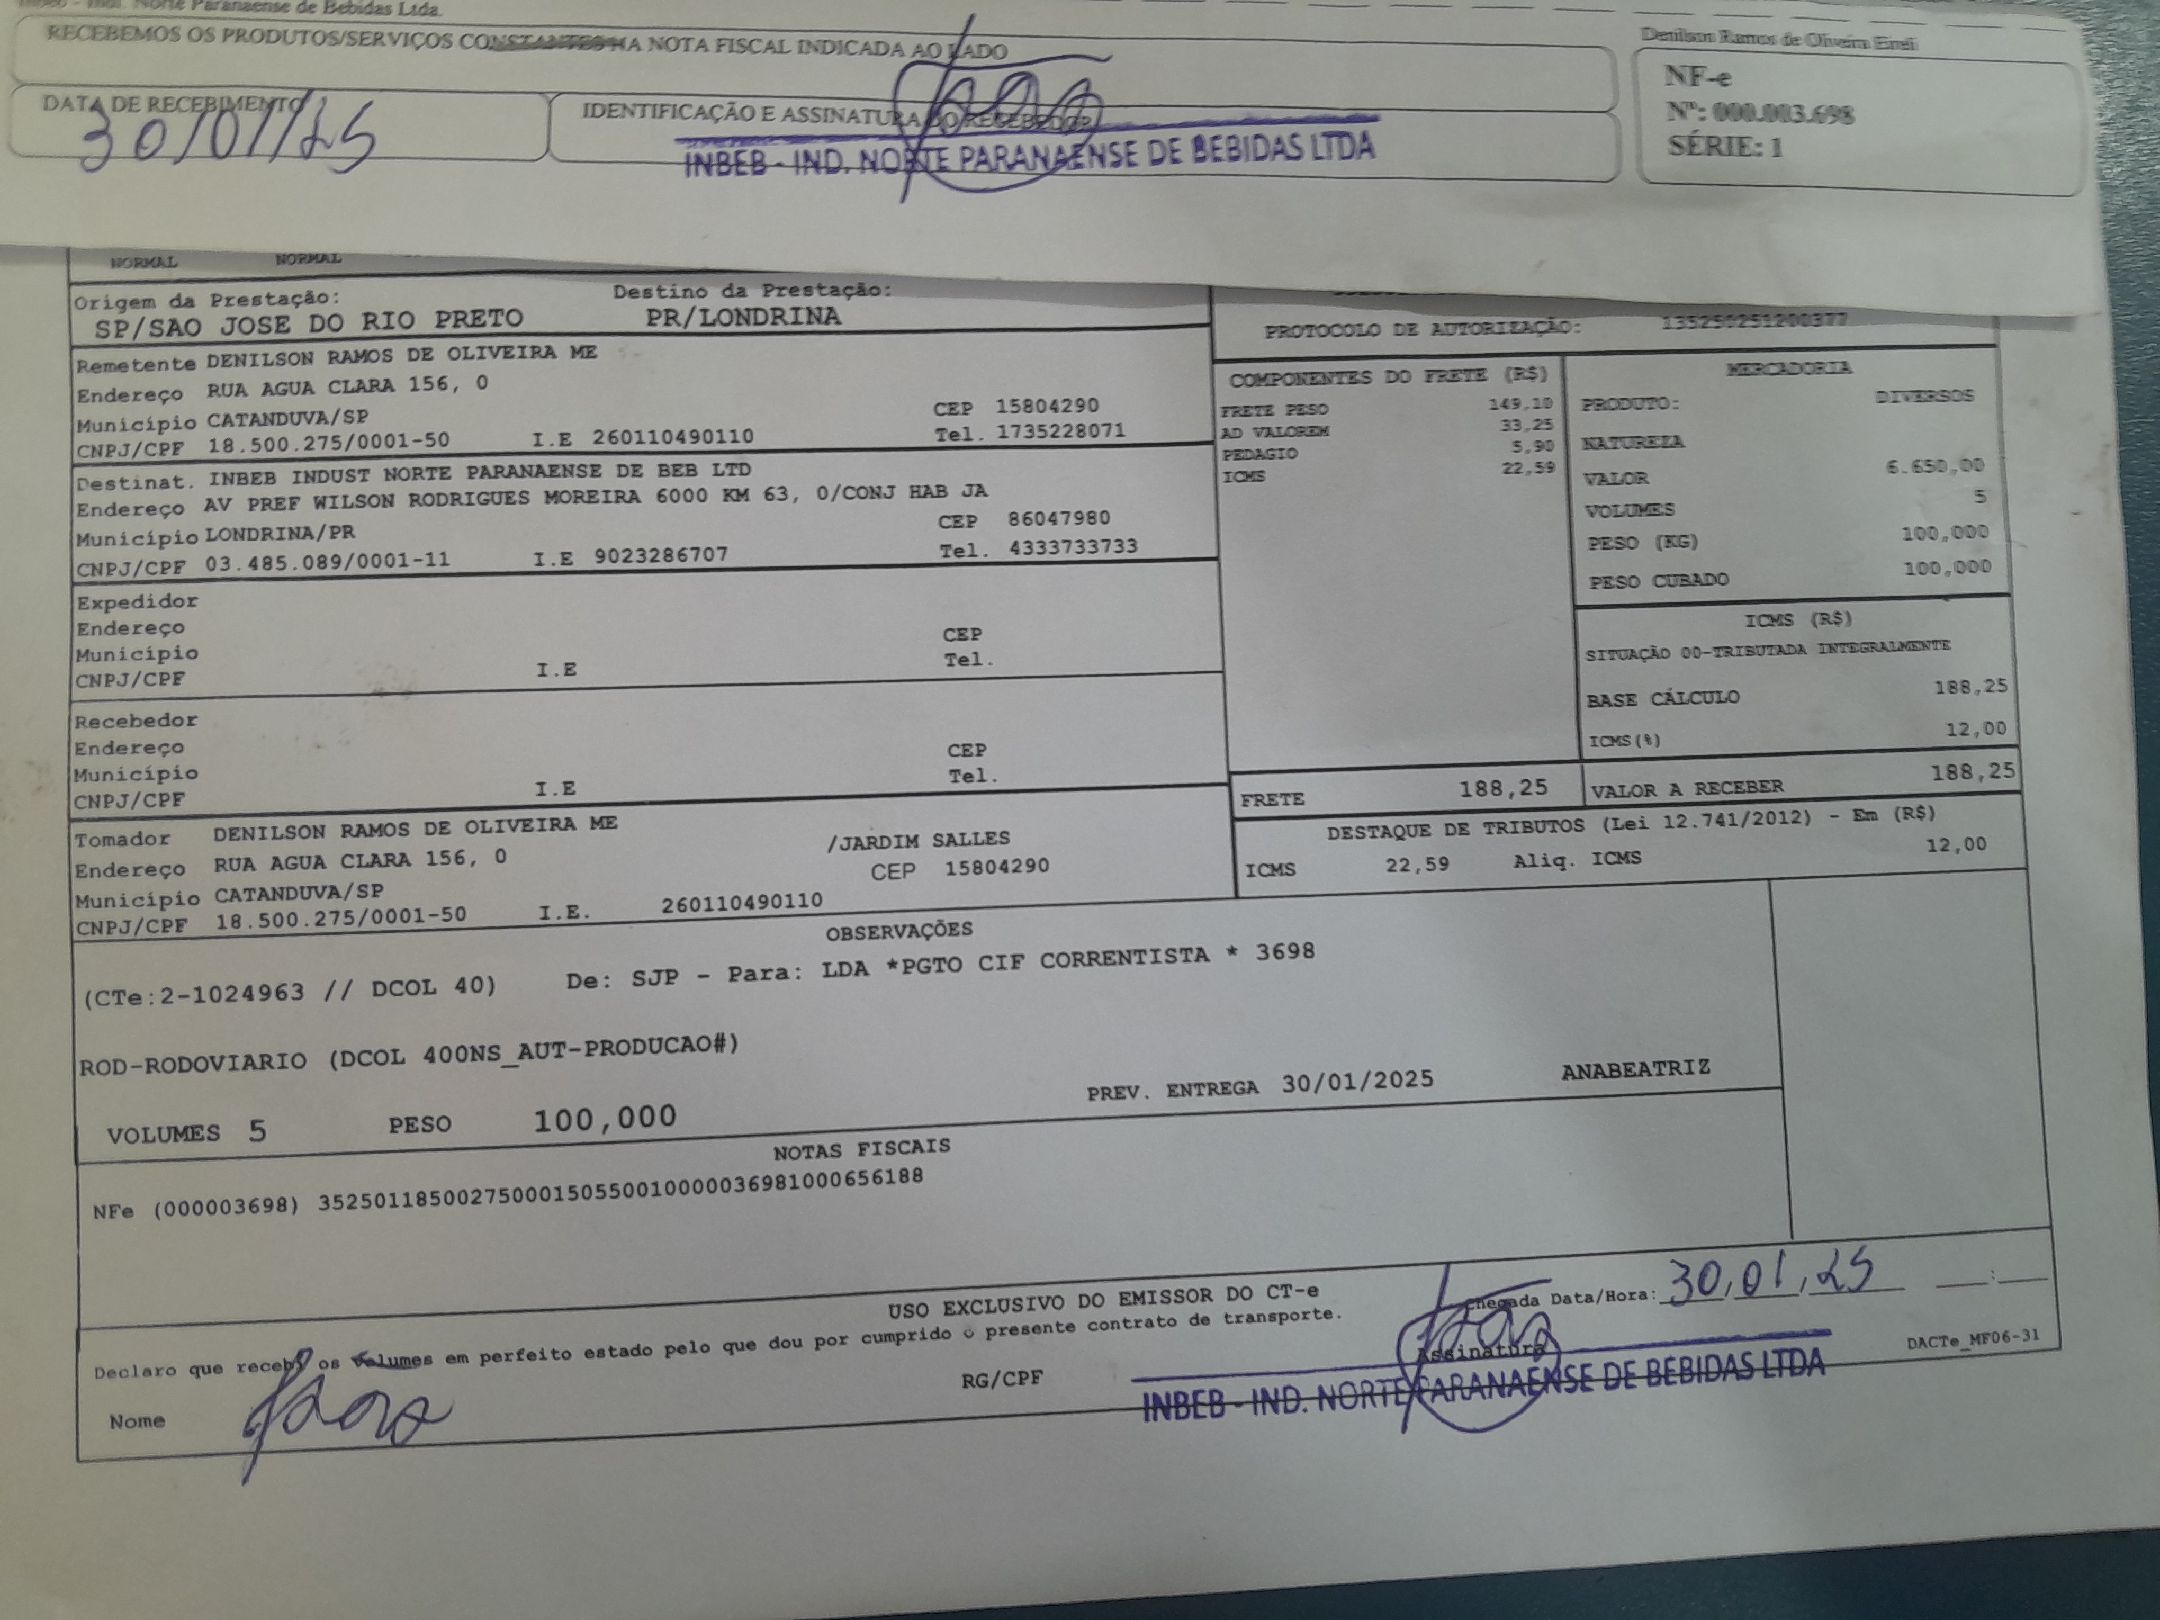 Inbeb - Ind. Norte Paranaense de Bebidas Ltda.
RECEBEMOS OS PRODUTOS/SERVIÇOS CONSTANTES NA NOTA FISCAL INDICADA AO LADO
Denilson Ramos de Oliveira Eireli
NF-e
Nº: 000.003.698
SÉRIE: 1
DATA DE RECEBIMENTO
30/01/25
IDENTIFICAÇÃO E ASSINATURA DO RECEBEDOR
INBEB - IND. NORTE PARANAENSE DE BEBIDAS LTDA
NORMAL NORMAL
Origem da Prestação: Destino da Prestação:
SP/SAO JOSE DO RIO PRETO PR/LONDRINA
PROTOCOLO DE AUTORIZAÇÃO: 135250251200377
Remetente DENILSON RAMOS DE OLIVEIRA ME
Endereço RUA AGUA CLARA 156, 0
Município CATANDUVA/SP CEP 15804290
CNPJ/CPF 18.500.275/0001-50 I.E 260110490110 Tel. 1735228071
Destinat. INBEB INDUST NORTE PARANAENSE DE BEB LTD
Endereço AV PREF WILSON RODRIGUES MOREIRA 6000 KM 63, 0/CONJ HAB JA
Município LONDRINA/PR CEP 86047980
CNPJ/CPF 03.485.089/0001-11 I.E 9023286707 Tel. 4333733733
Expedidor
Endereço
Município CEP
CNPJ/CPF I.E Tel.
Recebedor
Endereço
Município CEP
CNPJ/CPF I.E Tel.
Tomador DENILSON RAMOS DE OLIVEIRA ME
Endereço RUA AGUA CLARA 156, 0 /JARDIM SALLES
Município CATANDUVA/SP CEP 15804290
CNPJ/CPF 18.500.275/0001-50 I.E. 260110490110
COMPONENTES DO FRETE (R$)
FRETE PESO 149,10
AD VALOREM 33,25
PEDAGIO 5,90
ICMS 22,59
MERCADORIA
PRODUTO: DIVERSOS
NATUREZA
VALOR 6.650,00
VOLUMES 5
PESO (KG) 100,000
PESO CUBADO 100,000
ICMS (R$)
SITUAÇÃO 00-TRIBUTADA INTEGRALMENTE
BASE CÁLCULO 188,25
ICMS(%) 12,00
FRETE 188,25 VALOR A RECEBER 188,25
DESTAQUE DE TRIBUTOS (Lei 12.741/2012) - Em (R$)
ICMS 22,59 Aliq. ICMS 12,00
OBSERVAÇÕES
(CTe:2-1024963 // DCOL 40) De: SJP - Para: LDA *PGTO CIF CORRENTISTA * 3698
ROD-RODOVIARIO (DCOL 400NS_AUT-PRODUCAO#)
PREV. ENTREGA 30/01/2025 ANABEATRIZ
VOLUMES 5 PESO 100,000
NOTAS FISCAIS
NFe (000003698) 35250118500275000150550010000036981000656188
USO EXCLUSIVO DO EMISSOR DO CT-e
Chegada Data/Hora: 30,01,25 __:__
Declaro que recebi os volumes em perfeito estado pelo que dou por cumprido o presente contrato de transporte.
Assinatura
DACTe_MF06-31
Nome RG/CPF
INBEB - IND. NORTE PARANAENSE DE BEBIDAS LTDA